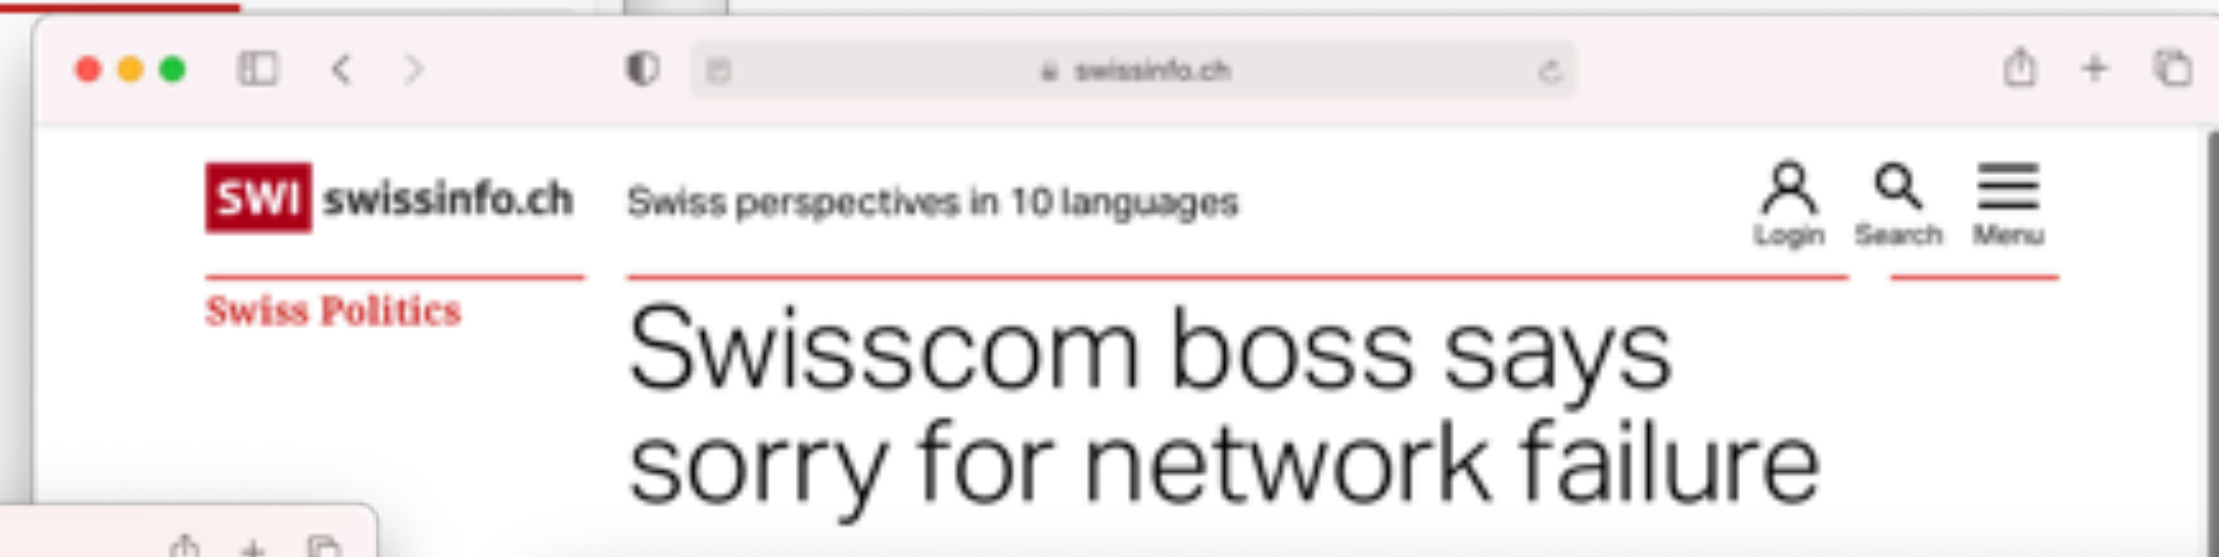 swissinfo.ch
SWI swissinfo.ch
Swiss perspectives in 10 languages
Login
Search
Menu
Swiss Politics
Swisscom boss says
sorry for network failure